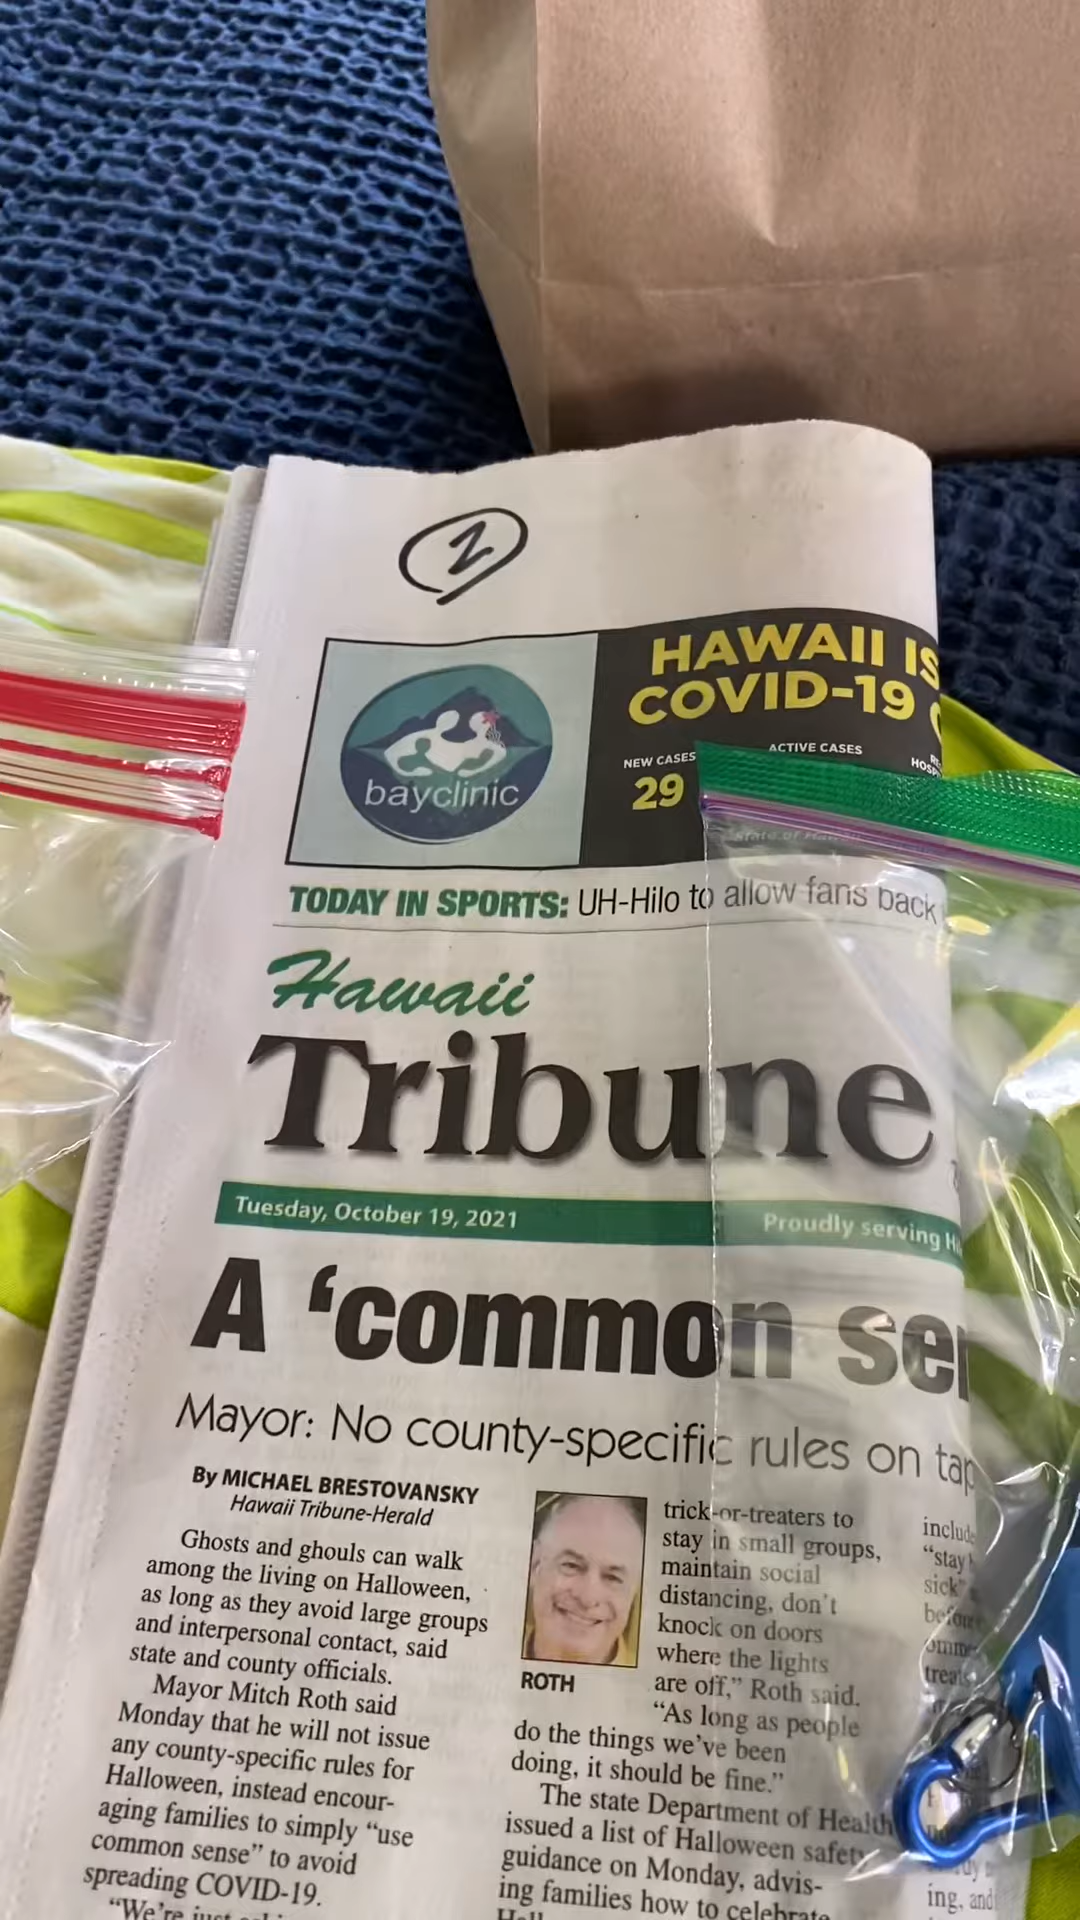 2
HAWAII IS
COVID-19
NEW CASES
ACTIVE CASES
29
bayclinic
State of Hawaii
TODAY IN SPORTS: UH-Hilo to allow fans back
Hawaii
Tribune
Tuesday, October 19, 2021
Proudly serving
A ‘common
Mayor: No county-specific rules on
By MICHAEL BRESTOVANSKY
Hawaii Tribune-Herald
Ghosts and ghouls can walk
among the living on Halloween,
as long as they avoid large groups
and interpersonal contact, said
state and county officials.
Mayor Mitch Roth said
Monday that he will not issue
any county-specific rules for
Halloween, instead encour-
aging families to simply “use
common sense” to avoid
spreading COVID-19.
“We’re just
ROTH
trick-or-treaters to
stay in small groups,
maintain social
distancing, don’t
knock on doors
where the lights
are off,” Roth said.
“As long as people
do the things we’ve been
doing, it should be fine.”
The state Department of Health
issued a list of Halloween safety
guidance on Monday, advis-
ing families how to celebrate
“stay
sick”
ing, and